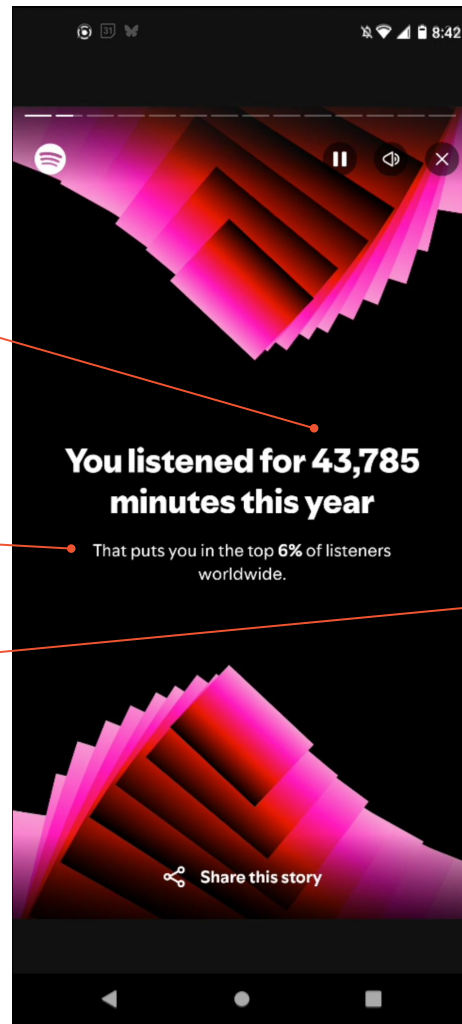 31
8:42
You listened for 43,785
minutes this year
That puts you in the top 6% of listeners
worldwide.
Share this story